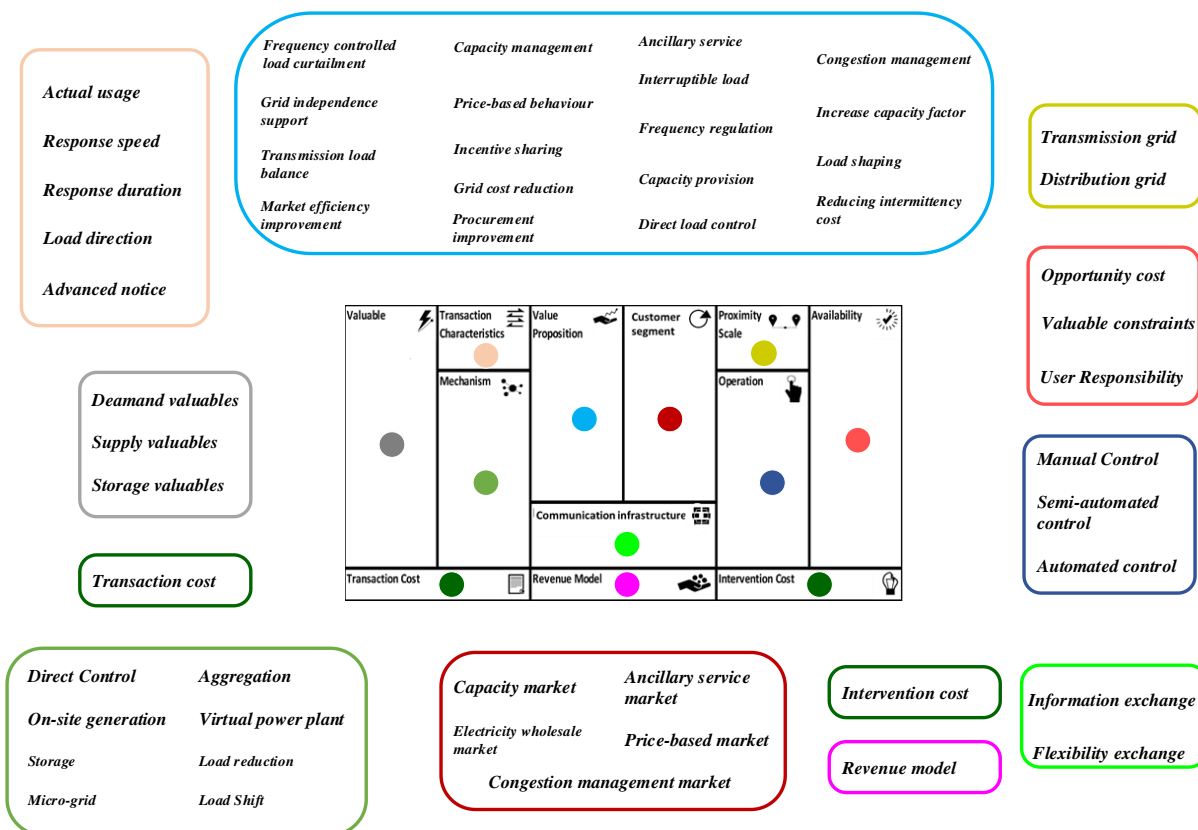 Actual usage
Response speed
Response duration
Load direction
Advanced notice
Frequency controlled
load curtailment
Grid independence
support
Transmission load
balance
Market efficiency
improvement
Capacity management
Price-based behaviour
Incentive sharing
Grid cost reduction
Procurement
improvement
Ancillary service
Interruptible load
Frequency regulation
Capacity provision
Direct load control
Congestion management
Increase capacity factor
Load shaping
Reducing intermittency
cost
Transmission grid
Distribution grid
Opportunity cost
Valuable constraints
User Responsibility
Deamand valuables
Supply valuables
Storage valuables
Transaction cost
Valuable
Transaction
Characteristics
Mechanism
Value
Proposition
Customer
segment
Proximity
Scale
Operation
Availability
Communication infrastructure
Transaction Cost
Revenue Model
Intervention Cost
Manual Control
Semi-automated
control
Automated control
Direct Control
On-site generation
Storage
Micro-grid
Aggregation
Virtual power plant
Load reduction
Load Shift
Capacity market
Electricity wholesale
market
Ancillary service
market
Price-based market
Congestion management market
Intervention cost
Revenue model
Information exchange
Flexibility exchange